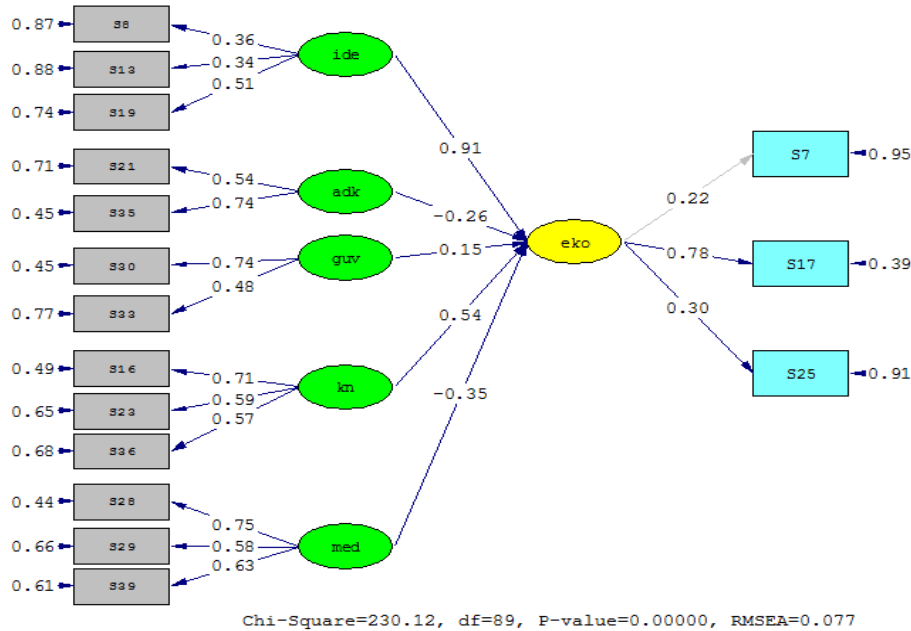 0.87 S8 0.36
0.88 S13 0.34 ide
0.74 S19 0.51
0.91
0.71 S21 0.54
0.45 S35 0.74 adk -0.26
0.45 S30 0.74 guv 0.15
0.77 S33 0.48
eko
0.22 S7 0.95
0.78 S17 0.39
0.30 S25 0.91
0.49 S16 0.71
0.65 S23 0.59 kn 0.54
0.68 S36 0.57
-0.35
0.44 S28 0.75
0.66 S29 0.58 med
0.61 S39 0.63
Chi-Square=230.12, df=89, P-value=0.00000, RMSEA=0.077